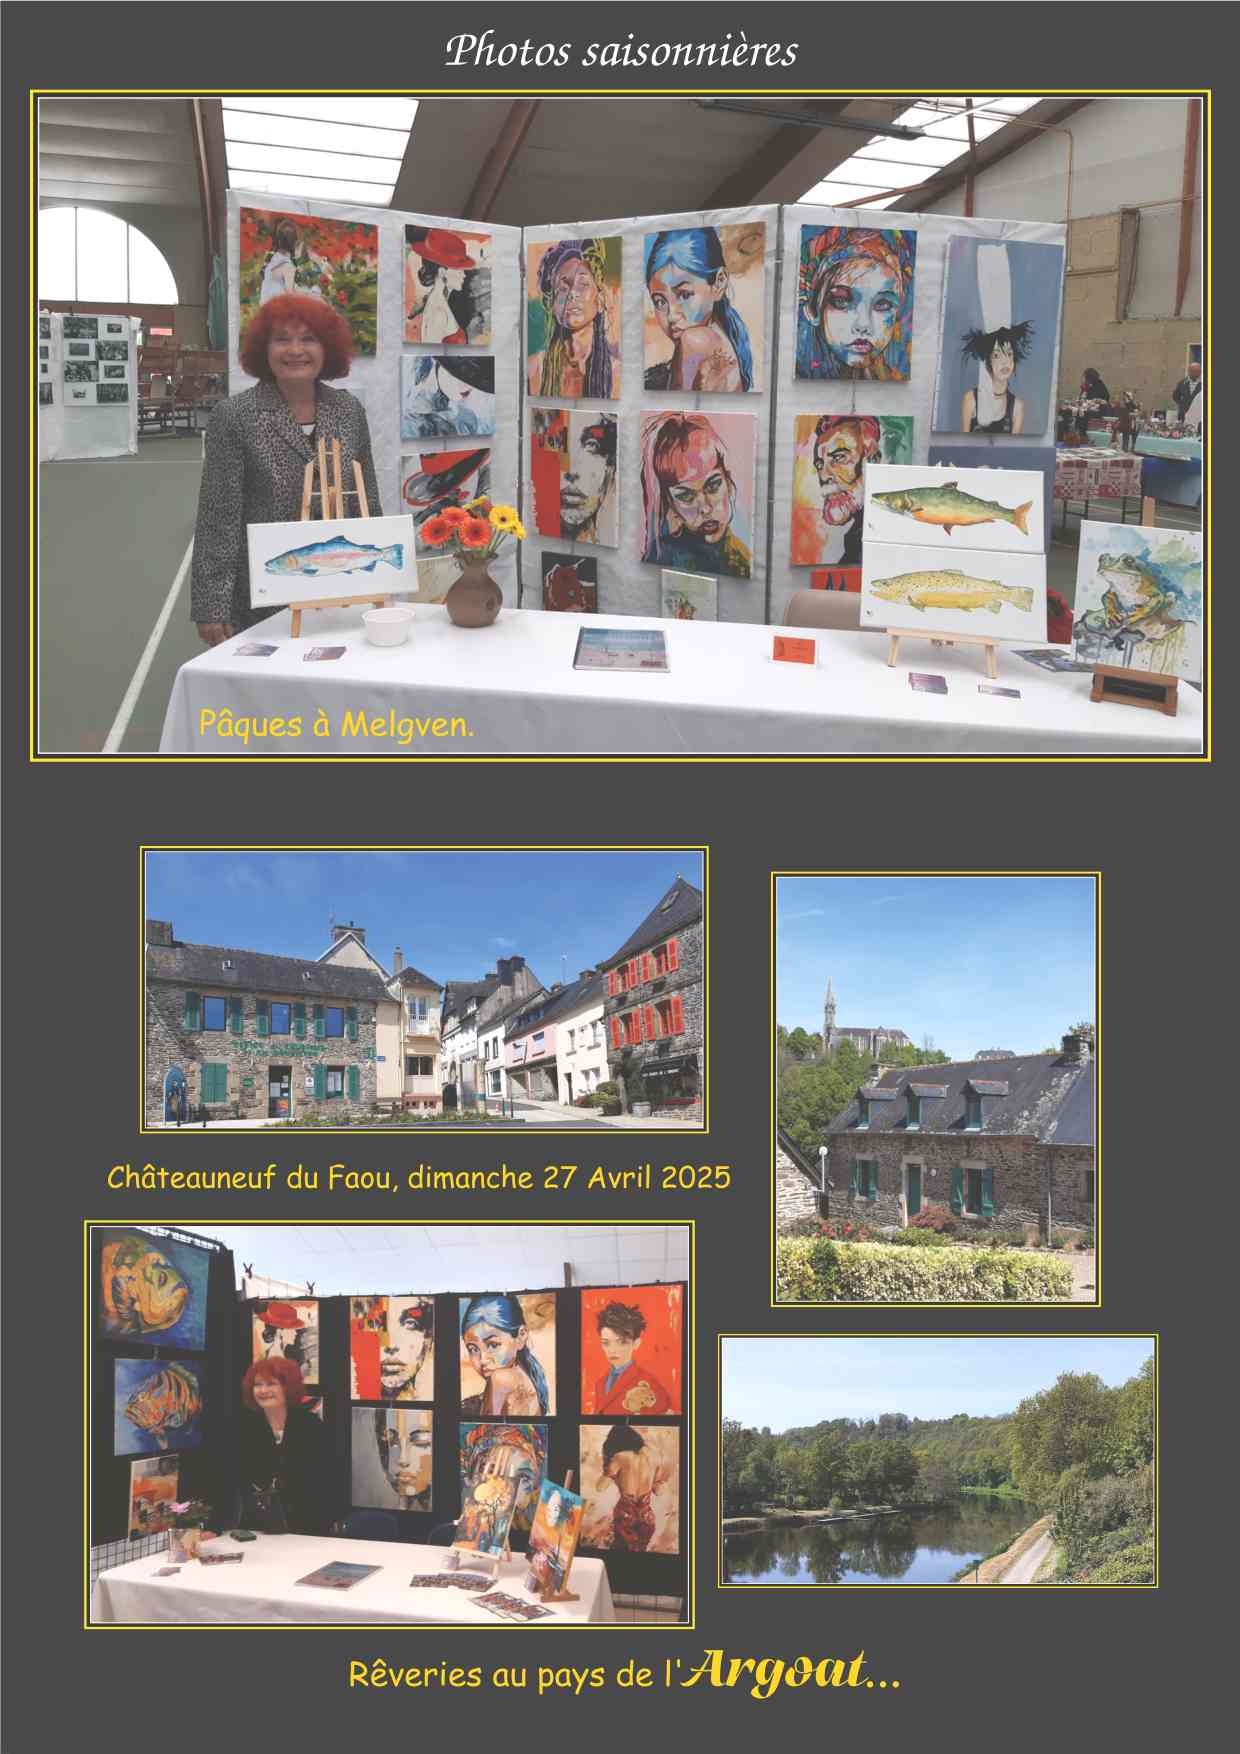 Photos saisonnières
Pâques à Melgven.
Châteauneuf du Faou, dimanche 27 Avril 2025
Rêveries au pays de l'Argoat...